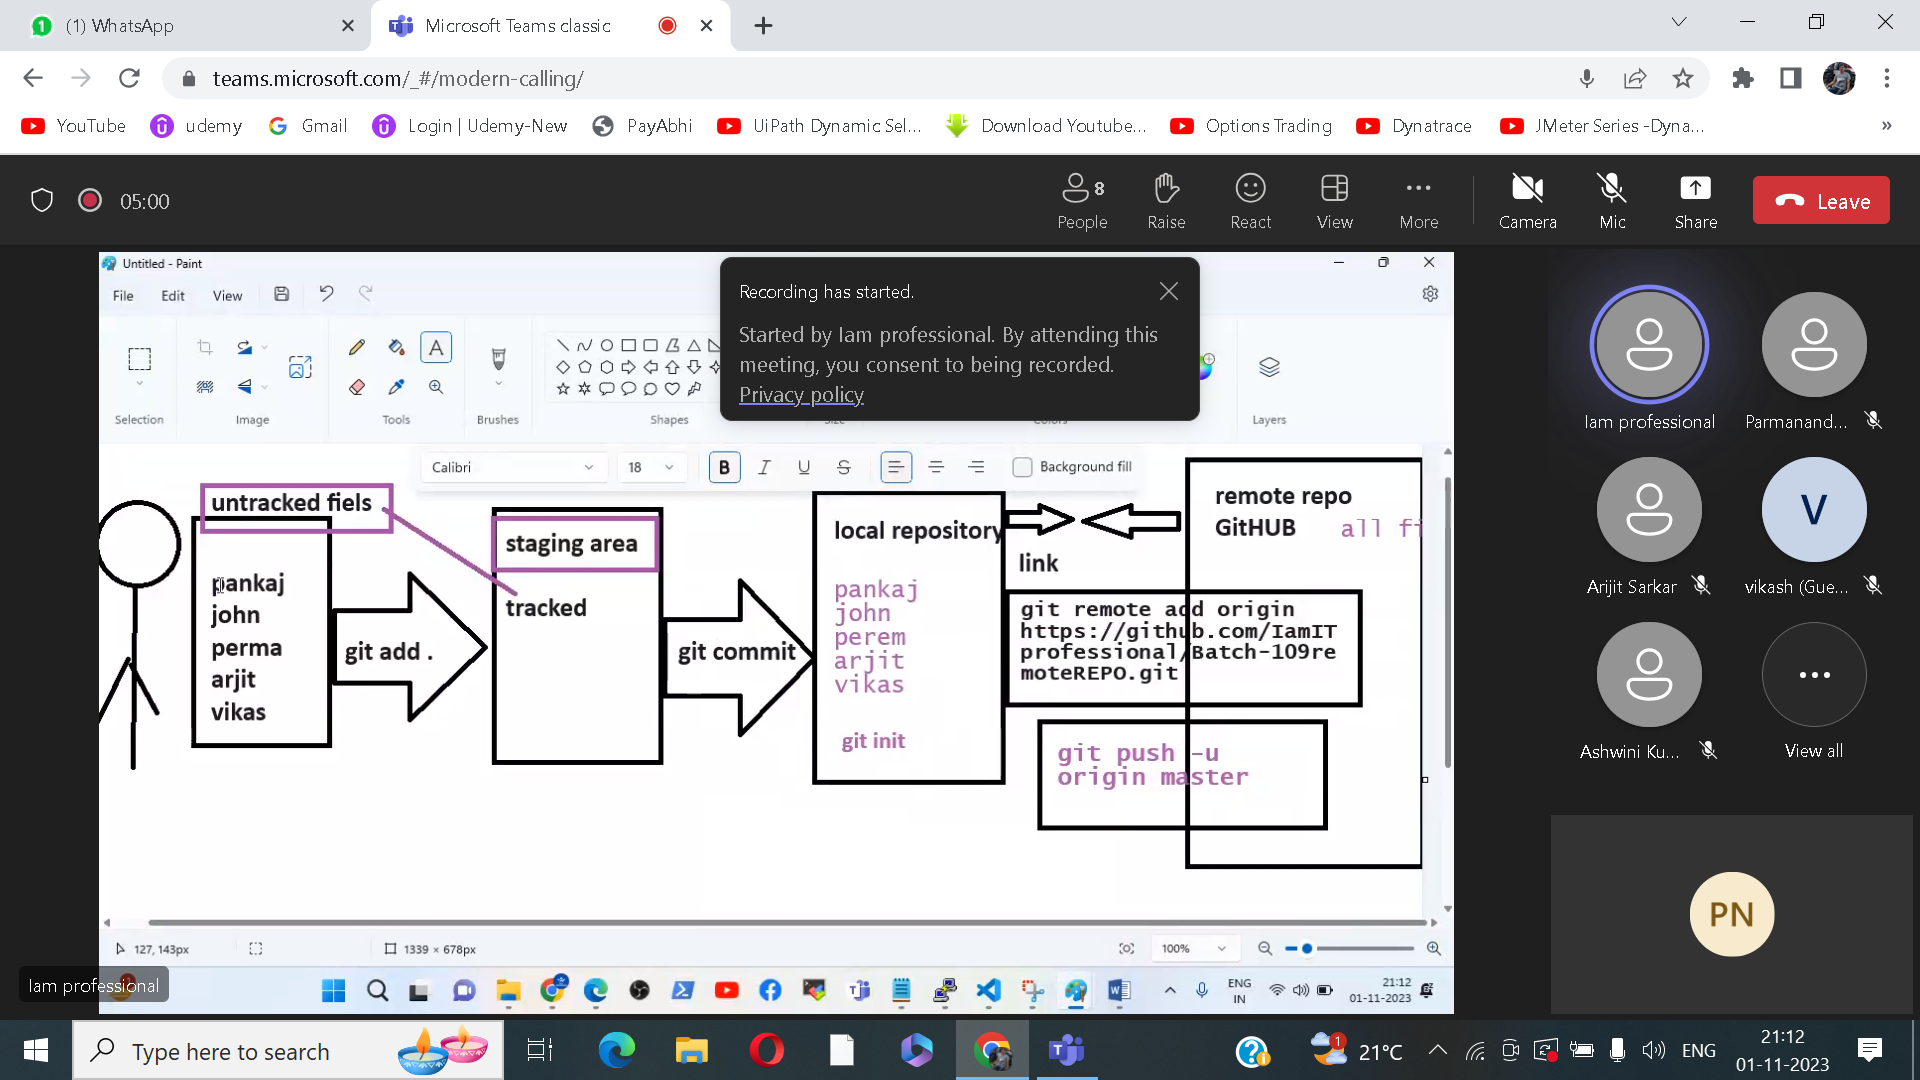 (1) WhatsApp
Microsoft Teams classic
teams.microsoft.com/_#/modern-calling/
YouTube
udemy
Gmail
Login | Udemy-New
PayAbhi
UiPath Dynamic Sel...
Download Youtube...
Options Trading
Dynatrace
JMeter Series -Dyna...
»
05:00
8
People
Raise
React
View
More
Camera
Mic
Share
Leave
Untitled - Paint
File
Edit
View
Selection
Image
Tools
Brushes
Shapes
Layers
Recording has started.
Started by Iam professional. By attending this
meeting, you consent to being recorded.
Privacy policy
Calibri
18
B
I
U
S
Background fill
untracked fiels
pankaj
john
perma
arjit
vikas
git add .
staging area
tracked
git commit
local repository
pankaj
john
perem
arjit
vikas
git init
link
git remote add origin
https://github.com/IamIT
professional/Batch-109re
moteREPO.git
git push -u
origin master
remote repo
GitHUB
all fi
127, 143px
1339 × 678px
100%
Iam professional
ENG
IN
21:12
01-11-2023
Iam professional
Parmanand...
Arijit Sarkar
V
vikash (Gue...
Ashwini Ku...
View all
PN
Type here to search
1
21°C
ENG
21:12
01-11-2023